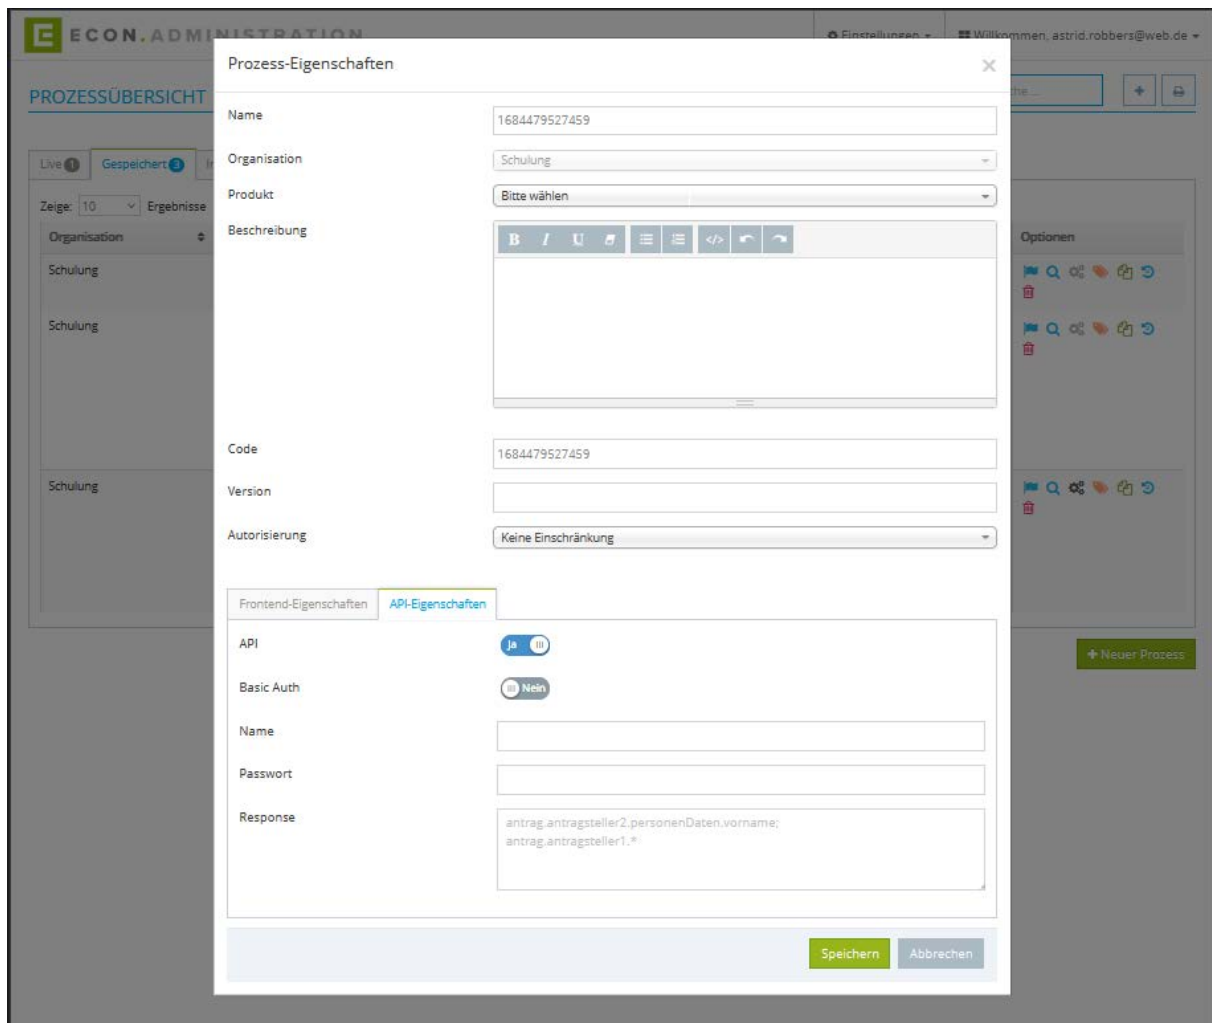 ECON.ADMINISTRATION
Einstellungen
Willkommen, astrid.robbers@web.de
Prozess-Eigenschaften
PROZESSÜBERSICHT
Name
1684479527459
Organisation
Schulung
Live 1
Gespeichert 3
Produkt
Bitte wählen
Zeige: 10 Ergebnisse
Beschreibung
B I U
Organisation
Optionen
Schulung
Schulung
Code
1684479527459
Schulung
Version
Autorisierung
Keine Einschränkung
Frontend-Eigenschaften
API-Eigenschaften
API
Ja
Neuer Prozess
Basic Auth
Nein
Name
Passwort
Response
antrag.antragsteller2.personenDaten.vorname;
antrag.antragsteller1.*
Speichern
Abbrechen